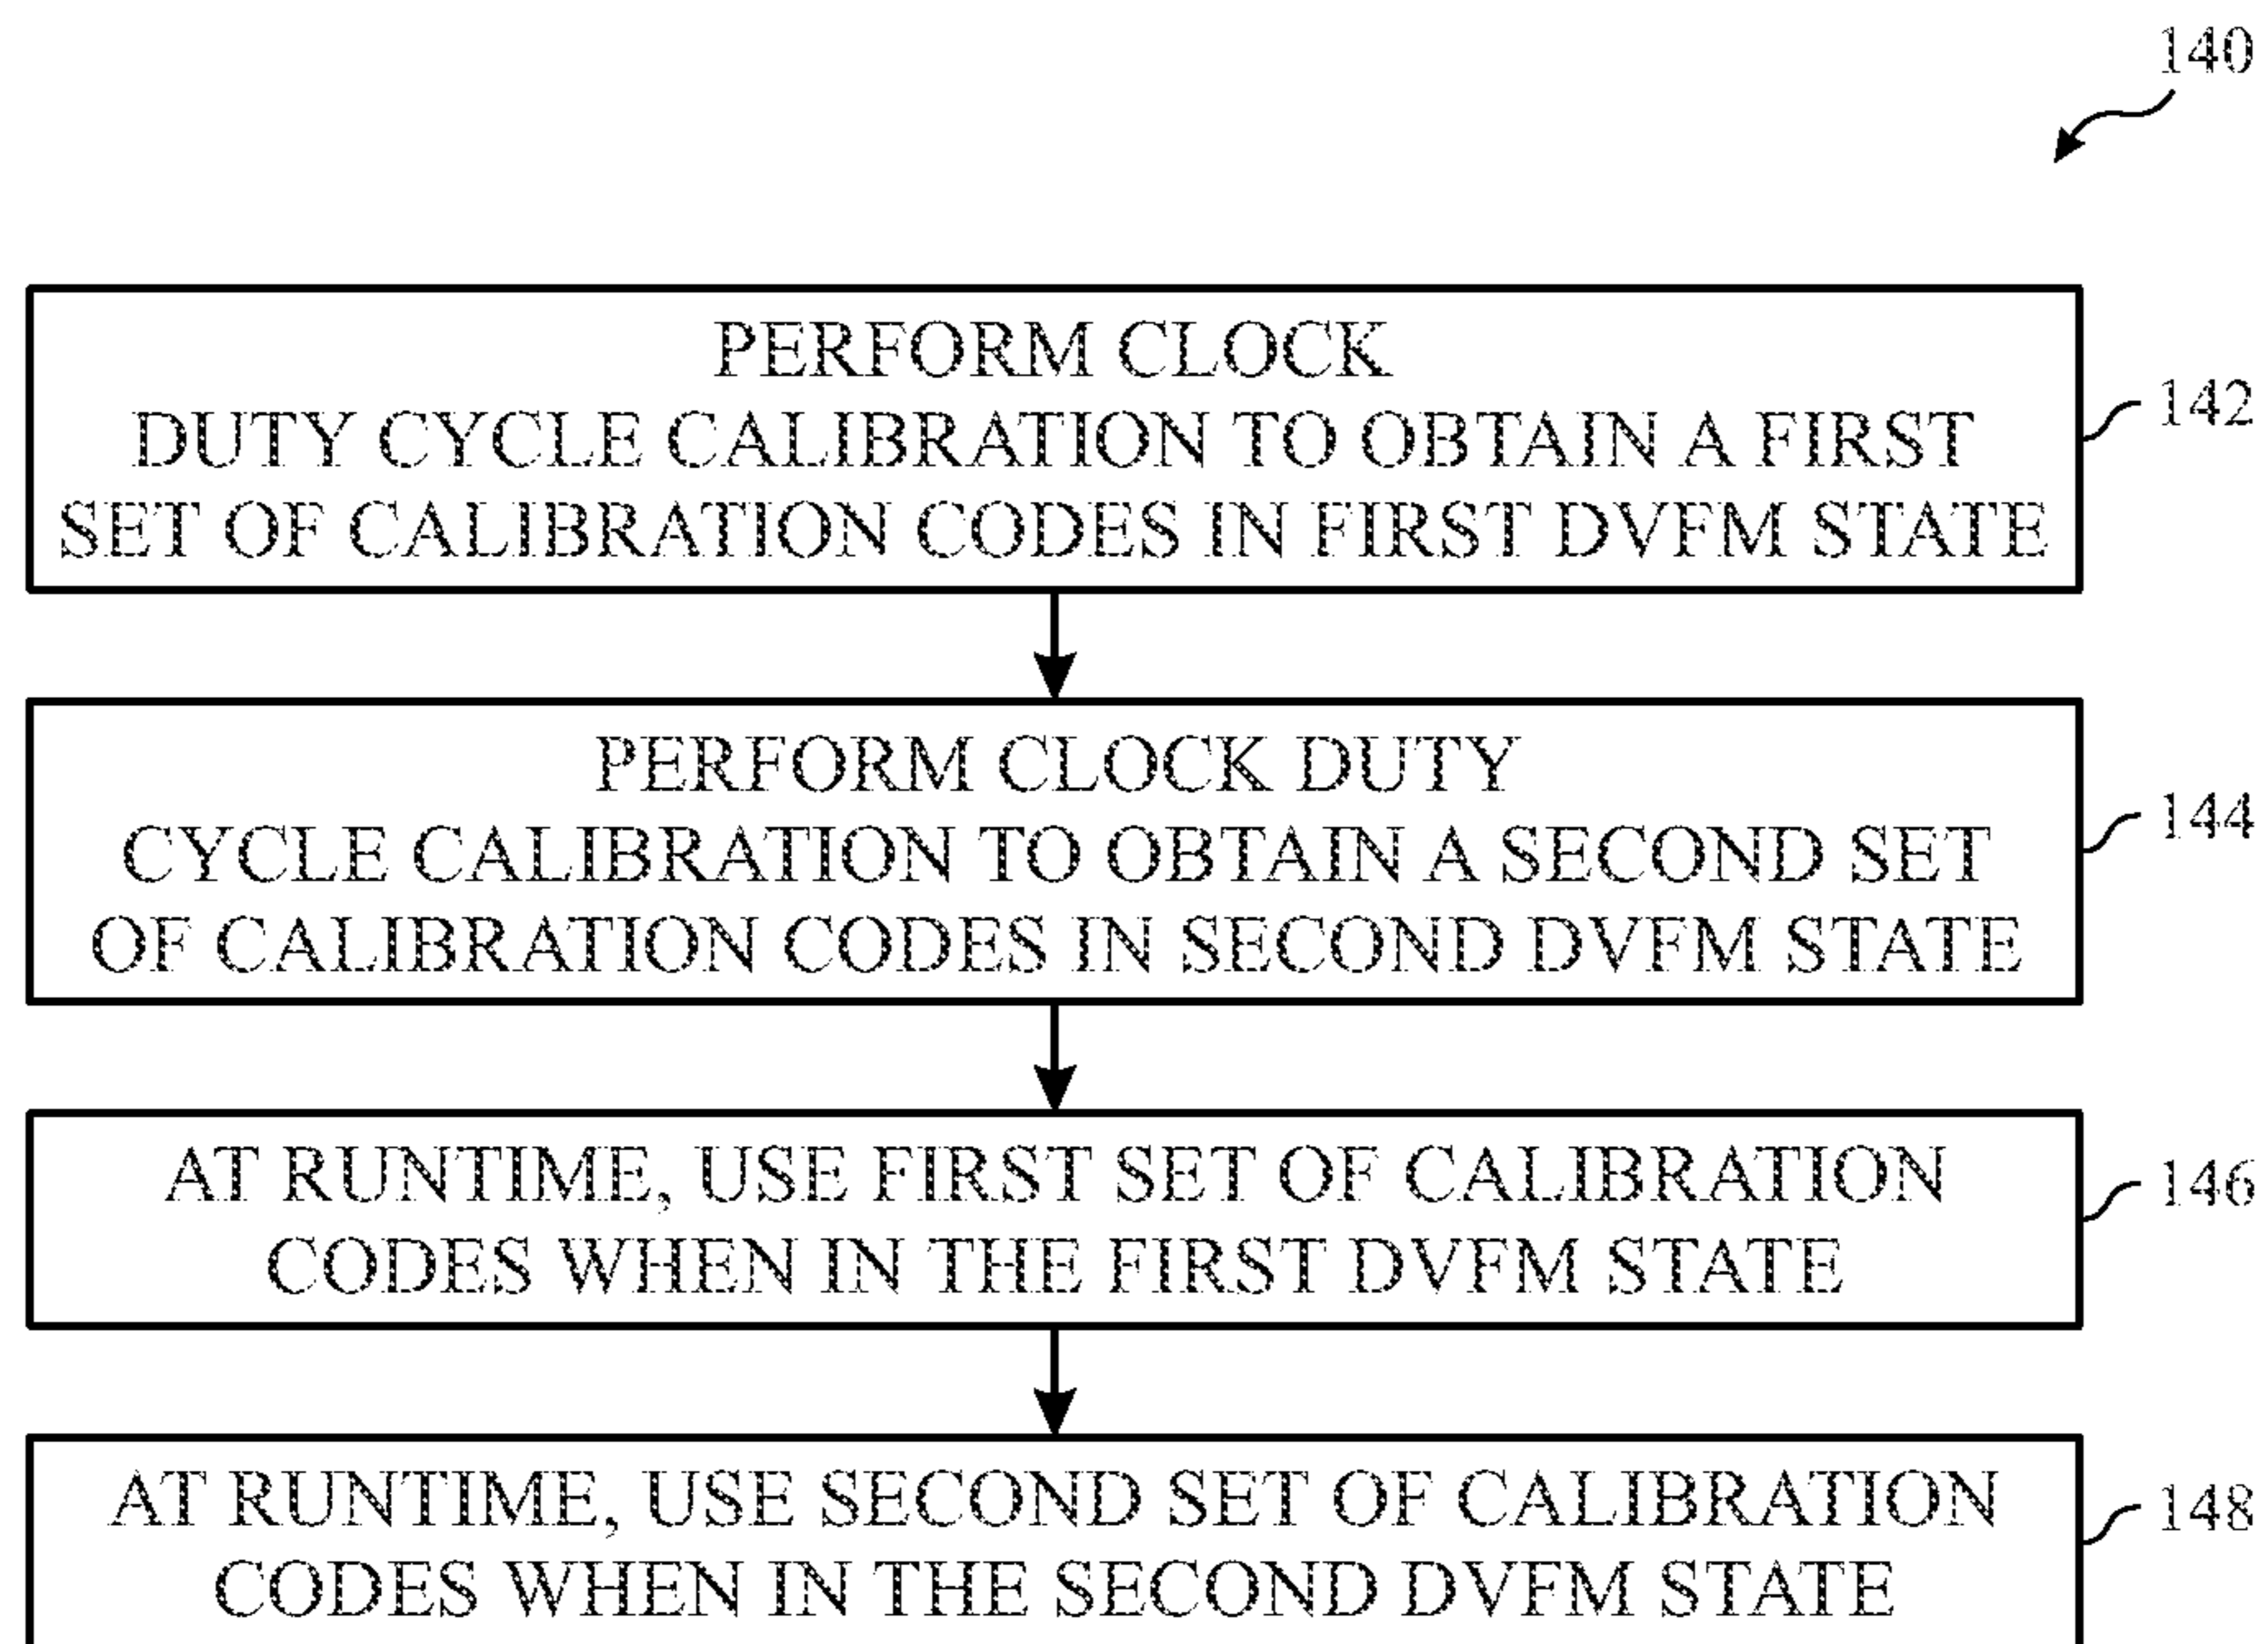 140
PERFORM CLOCK
DUTY CYCLE CALIBRATION TO OBTAIN A FIRST
SET OF CALIBRATION CODES IN FIRST DVFM STATE
142
PERFORM CLOCK DUTY
CYCLE CALIBRATION TO OBTAIN A SECOND SET
OF CALIBRATION CODES IN SECOND DVFM STATE
144
AT RUNTIME, USE FIRST SET OF CALIBRATION
CODES WHEN IN THE FIRST DVFM STATE
146
AT RUNTIME, USE SECOND SET OF CALIBRATION
CODES WHEN IN THE SECOND DVFM STATE
148